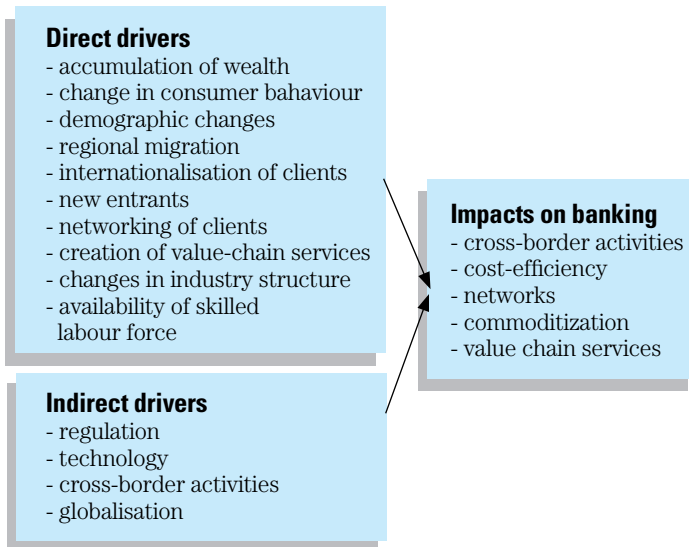 Direct drivers
- accumulation of wealth
- change in consumer bahaviour
- demographic changes
- regional migration
- internationalisation of clients
- new entrants
- networking of clients
- creation of value-chain services
- changes in industry structure
- availability of skilled
labour force
Indirect drivers
- regulation
- technology
- cross-border activities
- globalisation
Impacts on banking
- cross-border activities
- cost-efficiency
- networks
- commoditization
- value chain services